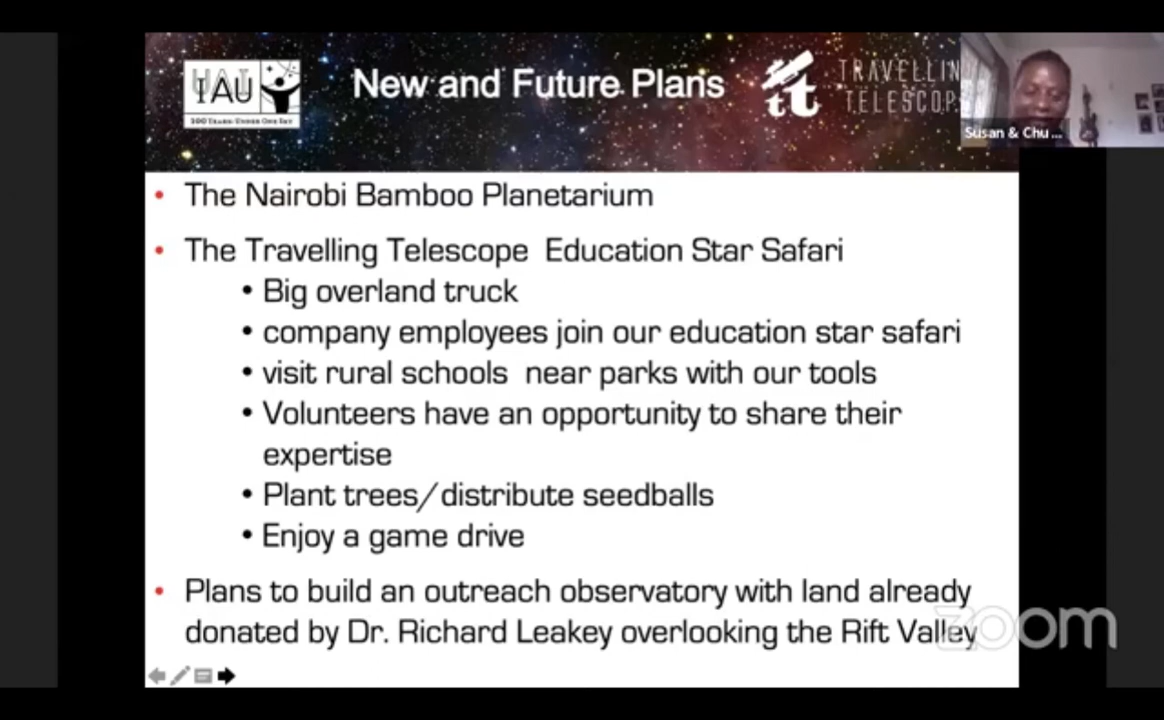 IAU
100 YEARS: UNDER ONE SKY
New and Future Plans
tt
TRAVELLIN
TELESCOP
Susan & Chu ...
• The Nairobi Bamboo Planetarium
• The Travelling Telescope Education Star Safari
• Big overland truck
• company employees join our education star safari
• visit rural schools near parks with our tools
• Volunteers have an opportunity to share their
expertise
• Plant trees/distribute seedballs
• Enjoy a game drive
• Plans to build an outreach observatory with land already
donated by Dr. Richard Leakey overlooking the Rift Valley
zoom